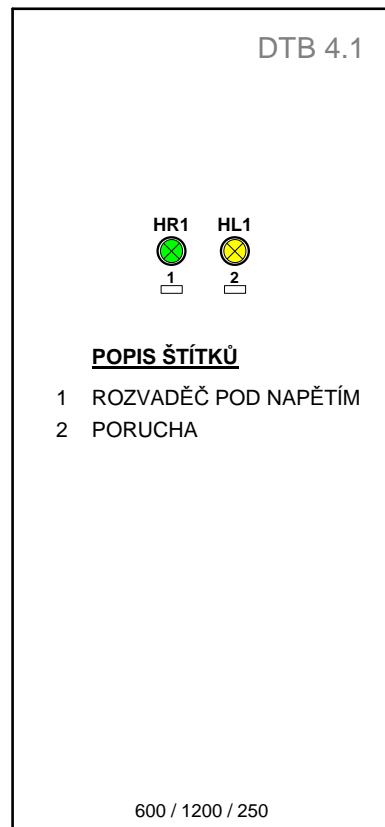 DTB 4.1
HR1 HL1
1 2
POPIS ŠTÍTKŮ
1 ROZVADĚČ POD NAPĚTÍM
2 PORUCHA
600 / 1200 / 250